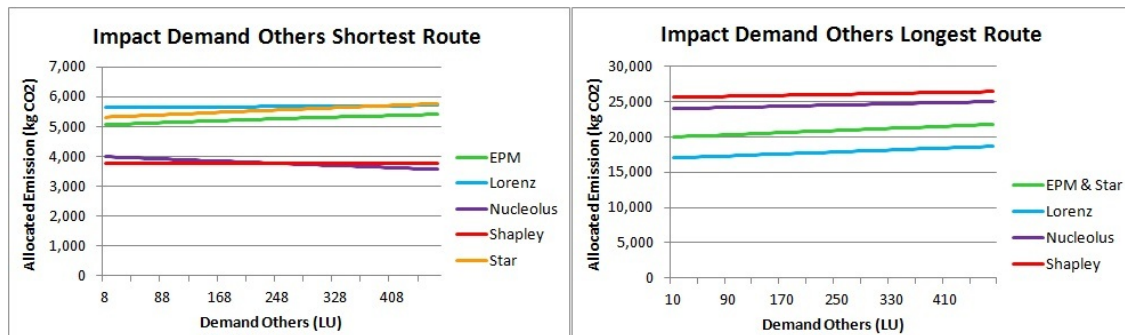 Impact Demand Others Shortest Route
Allocated Emission (kg CO2)
7,000
6,000
5,000
4,000
3,000
2,000
1,000
0
8 88 168 248 328 408
Demand Others (LU)
EPM
Lorenz
Nucleolus
Shapley
Star
Impact Demand Others Longest Route
Allocated Emission (kg CO2)
30,000
25,000
20,000
15,000
10,000
5,000
0
10 90 170 250 330 410
Demand Others (LU)
EPM & Star
Lorenz
Nucleolus
Shapley